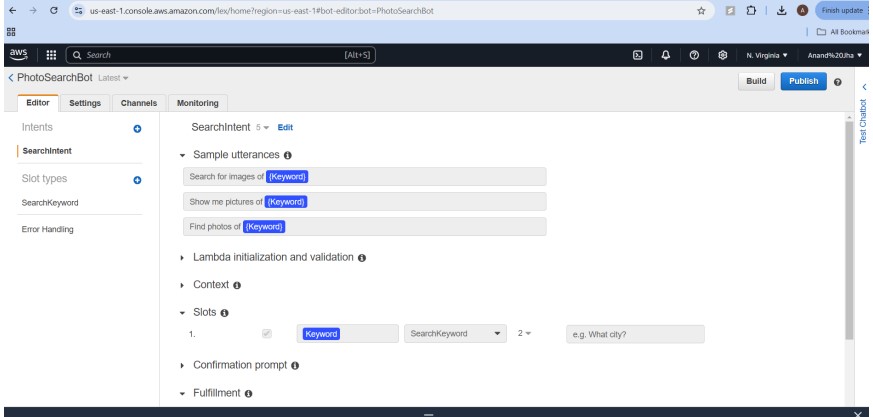 us-east-1.console.aws.amazon.com/lex/home?region=us-east-1#bot-editor:bot=PhotoSearchBot
A
Finish update
All Bookmark
aws
Search
[Alt+S]
N. Virginia
Anand%20Jha
PhotoSearchBot Latest
Build
Publish
Editor
Settings
Channels
Monitoring
Test Chatbot
Intents
SearchIntent
Slot types
SearchKeyword
Error Handling
SearchIntent 5 Edit
Sample utterances
Search for images of {Keyword}
Show me pictures of {Keyword}
Find photos of {Keyword}
Lambda initialization and validation
Context
Slots
1. Keyword SearchKeyword 2 e.g. What city?
Confirmation prompt
Fulfillment